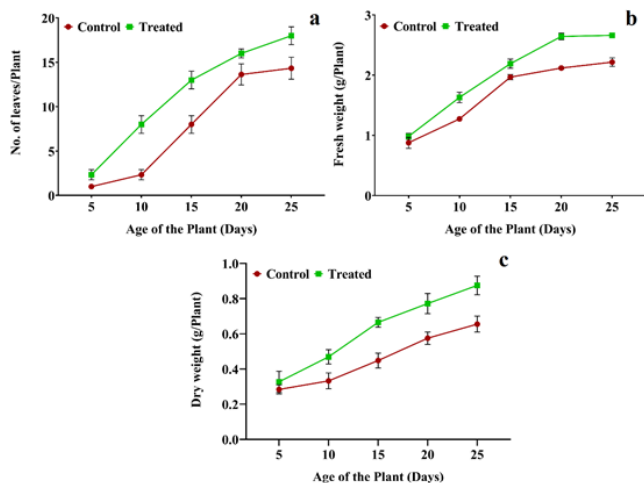 a
Control Treated
No. of leaves/Plant
20
15
10
5
0
5 10 15 20 25
Age of the Plant (Days)
b
Control Treated
Fresh weight (g/Plant)
3
2
1
0
5 10 15 20 25
Age of the Plant (Days)
c
Control Treated
Dry weight (g/Plant)
1.0
0.8
0.6
0.4
0.2
0.0
5 10 15 20 25
Age of the Plant (Days)